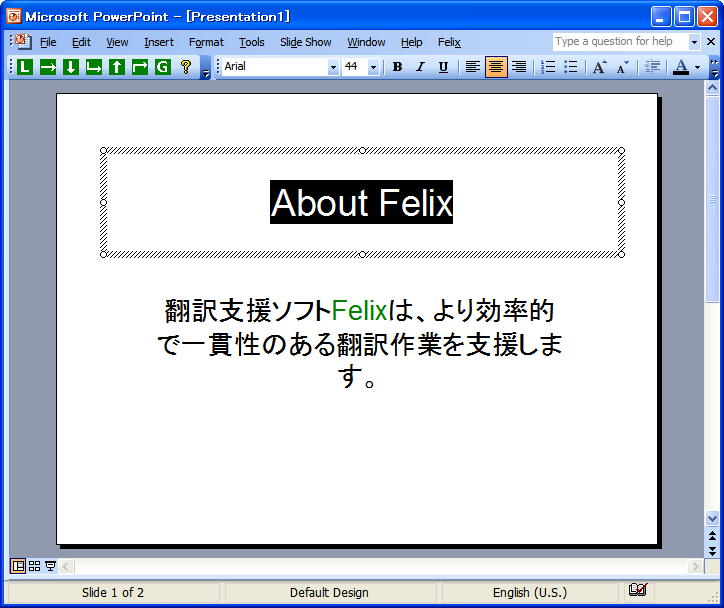 Microsoft PowerPoint - [Presentation1]
File Edit View Insert Format Tools Slide Show Window Help Felix Type a question for help
L G ? Arial 44 B I U A A A
About Felix
翻訳支援ソフトFelixは、より効率的
で一貫性のある翻訳作業を支援しま
す。
Slide 1 of 2 Default Design English (U.S.)